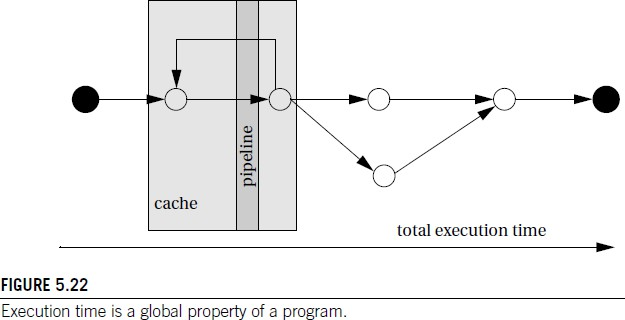 pipeline
cache
total execution time
FIGURE 5.22
Execution time is a global property of a program.